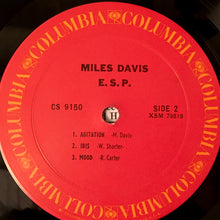 COLUMBIA
MILES DAVIS
E. S. P.
CS 9150
SIDE 2
XSM 79819
1. AGITATION -M. Davis
2. IRIS -W. Shorter-
3. MOOD -R. Carter
COLUMBIA